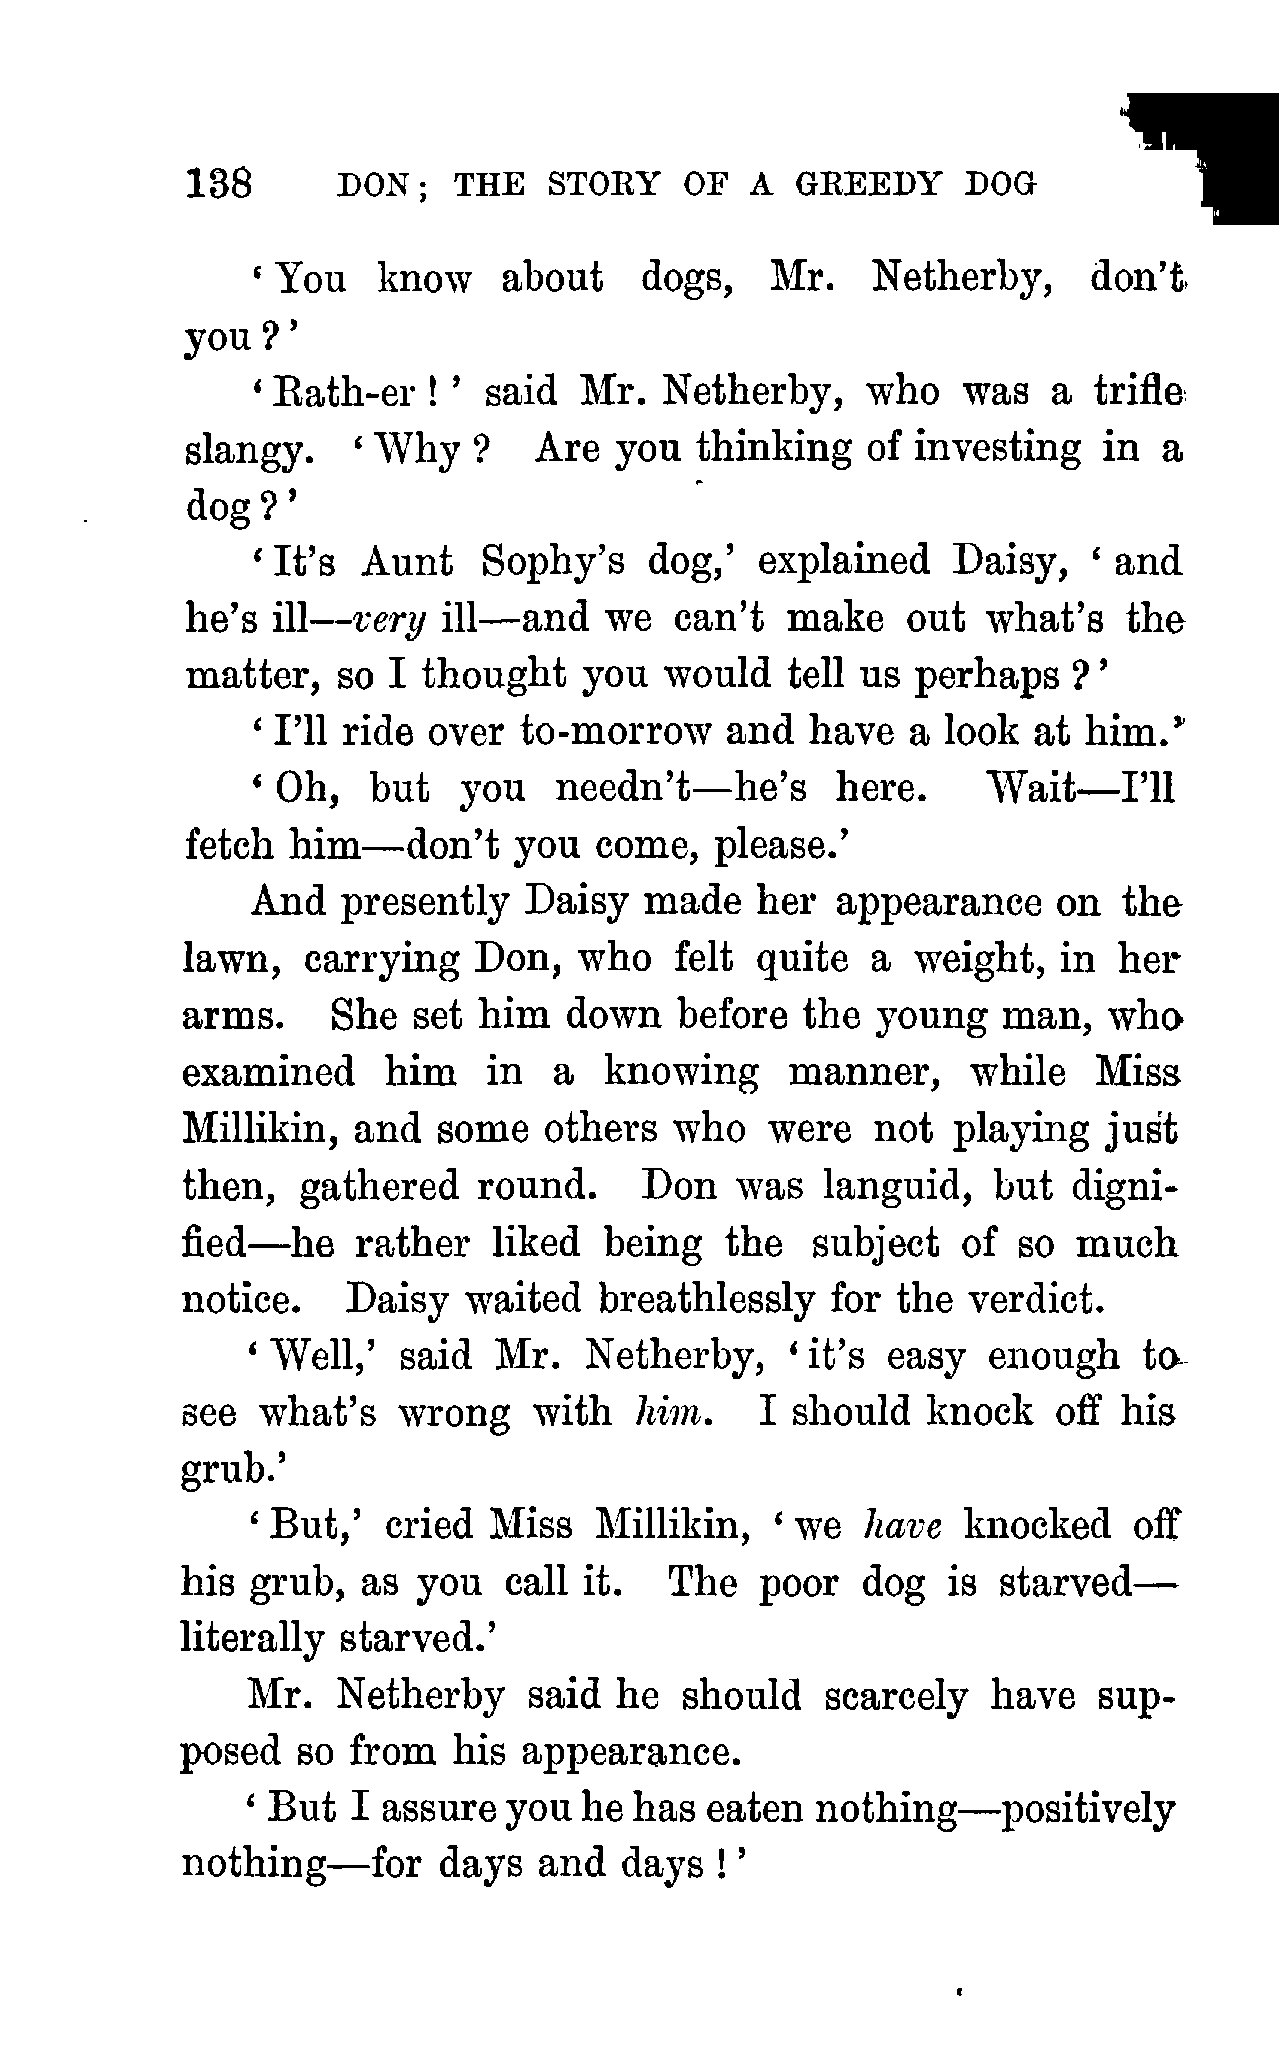 138 DON; THE STORY OF A GREEDY DOG
‘You know about dogs, Mr. Netherby, don’t
you?’
‘Rath-er!’ said Mr. Netherby, who was a trifle
slangy. ‘Why? Are you thinking of investing in a
dog?’
‘It’s Aunt Sophy’s dog,’ explained Daisy, ‘and
he’s ill—very ill—and we can’t make out what’s the
matter, so I thought you would tell us perhaps?’
‘I’ll ride over to-morrow and have a look at him.’
‘Oh, but you needn’t—he’s here. Wait—I’ll
fetch him—don’t you come, please.’
And presently Daisy made her appearance on the
lawn, carrying Don, who felt quite a weight, in her
arms. She set him down before the young man, who
examined him in a knowing manner, while Miss
Millikin, and some others who were not playing just
then, gathered round. Don was languid, but digni-
fied—he rather liked being the subject of so much
notice. Daisy waited breathlessly for the verdict.
‘Well,’ said Mr. Netherby, ‘it’s easy enough to
see what’s wrong with him. I should knock off his
grub.’
‘But,’ cried Miss Millikin, ‘we have knocked off
his grub, as you call it. The poor dog is starved—
literally starved.’
Mr. Netherby said he should scarcely have sup-
posed so from his appearance.
‘But I assure you he has eaten nothing—positively
nothing—for days and days!’